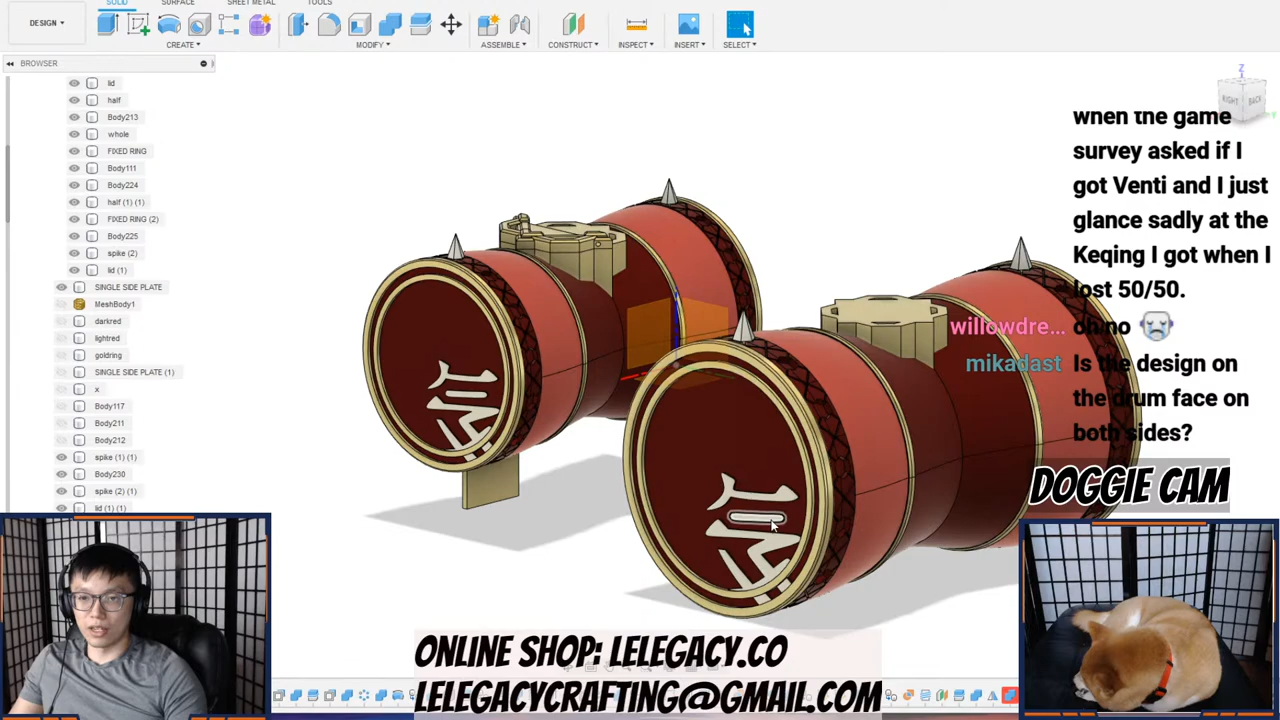 SOLID
SURFACE
SHEET METAL
TOOLS
DESIGN
CREATE
MODIFY
ASSEMBLE
CONSTRUCT
INSPECT
INSERT
SELECT
BROWSER
lid
half
Body213
whole
FIXED RING
Body111
Body224
half (1) (1)
FIXED RING (2)
Body225
spike (2)
lid (1)
SINGLE SIDE PLATE
MeshBody1
darkred
lightred
goldring
SINGLE SIDE PLATE (1)
x
Body117
Body211
Body212
spike (1) (1)
Body230
spike (2) (1)
lid (1) (1)
Z
RIGHT
BACK
when the game
survey asked if I
got Venti and I just
glance sadly at the
Keqing I got when I
lost 50/50.
willowdre... oh no
mikadast Is the design on
the drum face on
both sides?
DOGGIE CAM
ONLINE SHOP: LELEGACY.CO
LELEGACYCRAFTING@GMAIL.COM